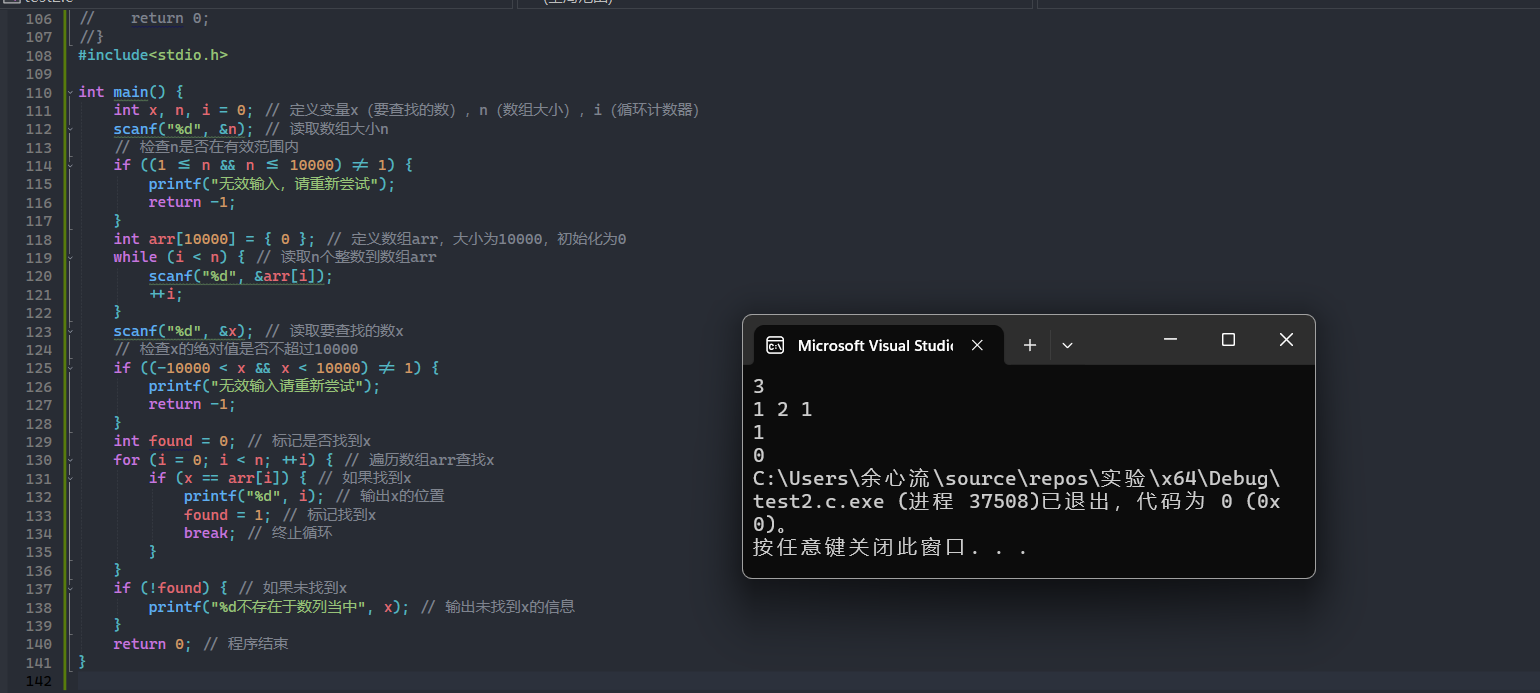 106 //    return 0;
107 //}
108 #include<stdio.h>
109
110 int main() {
111     int x, n, i = 0; // 定义变量x（要查找的数）, n（数组大小）, i（循环计数器）
112     scanf("%d", &n); // 读取数组大小n
113     // 检查n是否在有效范围内
114     if ((1 ≤ n && n ≤ 10000) ≠ 1) {
115         printf("无效输入，请重新尝试");
116         return -1;
117     }
118     int arr[10000] = { 0 }; // 定义数组arr，大小为10000，初始化为0
119     while (i < n) { // 读取n个整数到数组arr
120         scanf("%d", &arr[i]);
121         ++i;
122     }
123     scanf("%d", &x); // 读取要查找的数x
124     // 检查x的绝对值是否不超过10000
125     if ((-10000 < x && x < 10000) ≠ 1) {
126         printf("无效输入请重新尝试");
127         return -1;
128     }
129     int found = 0; // 标记是否找到x
130     for (i = 0; i < n; ++i) { // 遍历数组arr查找x
131         if (x == arr[i]) { // 如果找到x
132             printf("%d", i); // 输出x的位置
133             found = 1; // 标记找到x
134             break; // 终止循环
135         }
136     }
137     if (!found) { // 如果未找到x
138         printf("%d不存在于数列当中", x); // 输出未找到x的信息
139     }
140     return 0; // 程序结束
141 }
142
Microsoft Visual Studi
3
1 2 1
1
0
C:\Users\余心流\source\repos\实验\x64\Debug\
test2.c.exe (进程 37508)已退出，代码为 0 (0x
0)。
按任意键关闭此窗口. . .